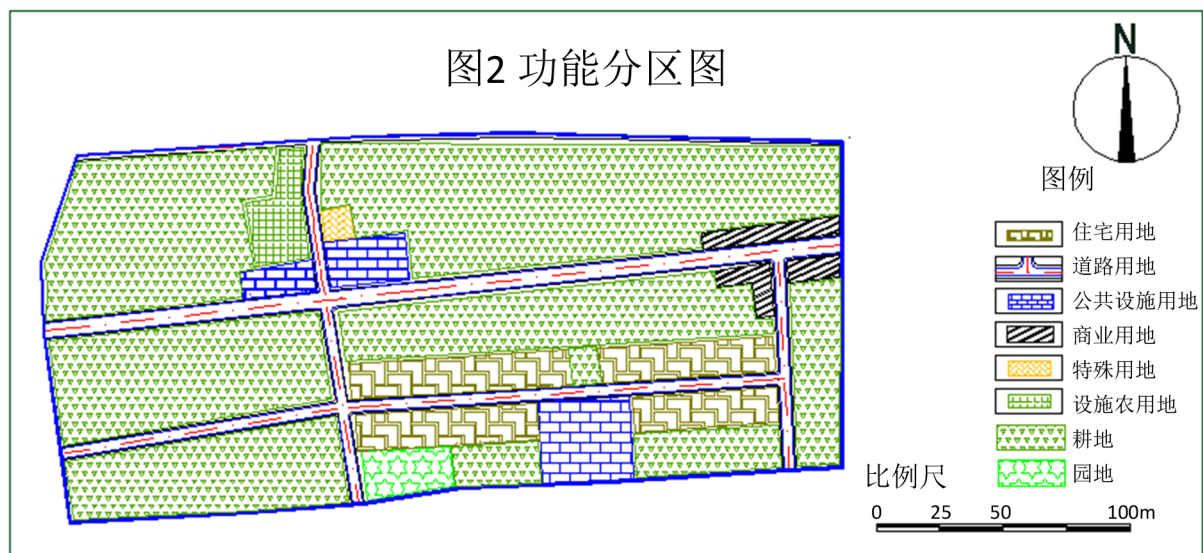 图2 功能分区图
N
图例
住宅用地
道路用地
公共设施用地
商业用地
特殊用地
设施农用地
耕地
园地
比例尺
0 25 50 100m